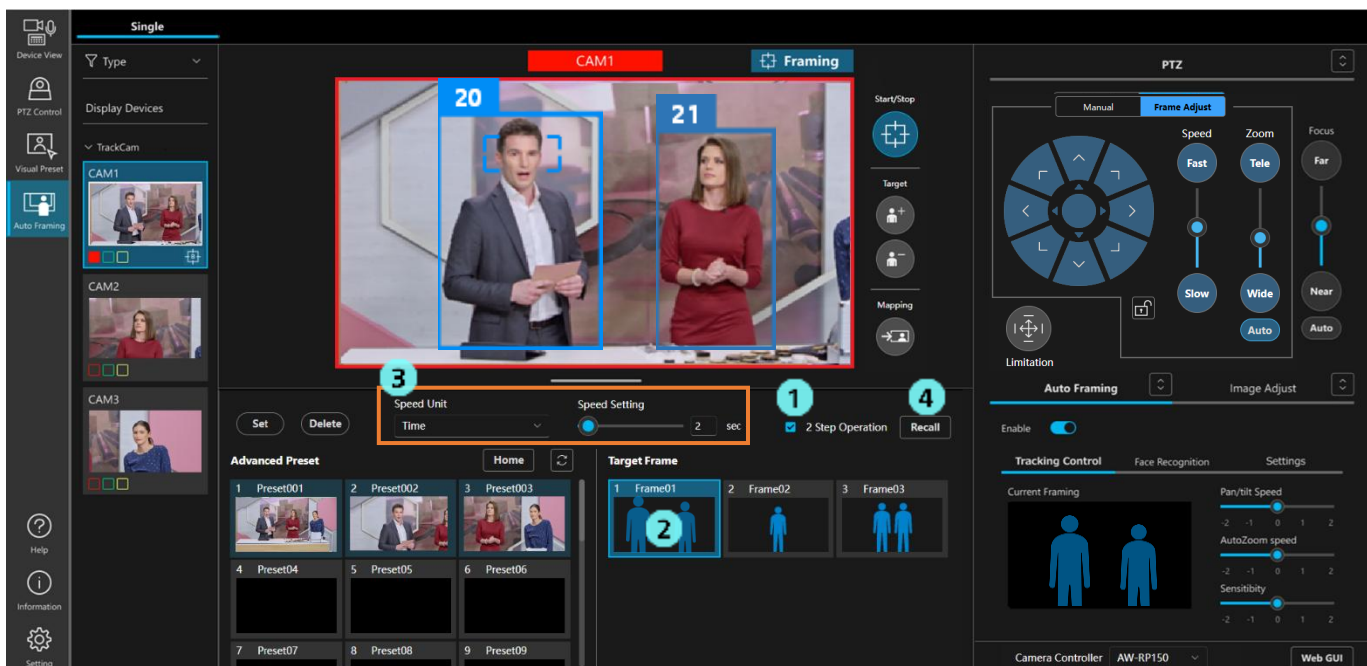 Single
Device View
PTZ Control
Visual Preset
Auto Framing
Help
Information
Setting
Type
Display Devices
TrackCam
CAM1
CAM2
CAM3
CAM1
Framing
20
21
Start/Stop
Target
Mapping
3
Speed Unit
Time
Speed Setting
2 sec
1
2 Step Operation
4
Recall
Set
Delete
Advanced Preset
Home
1 Preset001
2 Preset002
3 Preset003
4 Preset04
5 Preset05
6 Preset06
7 Preset07
8 Preset08
9 Preset09
Target Frame
1 Frame01
2 Frame02
3 Frame03
2
PTZ
Manual
Frame Adjust
Speed
Fast
Slow
Zoom
Tele
Wide
Auto
Focus
Far
Near
Auto
Limitation
Auto Framing
Image Adjust
Enable
Tracking Control
Face Recognition
Settings
Current Framing
Pan/tilt Speed
-2 -1 0 1 2
AutoZoom speed
-2 -1 0 1 2
Sensitibity
-2 -1 0 1 2
Camera Controller
AW-RP150
Web GUI